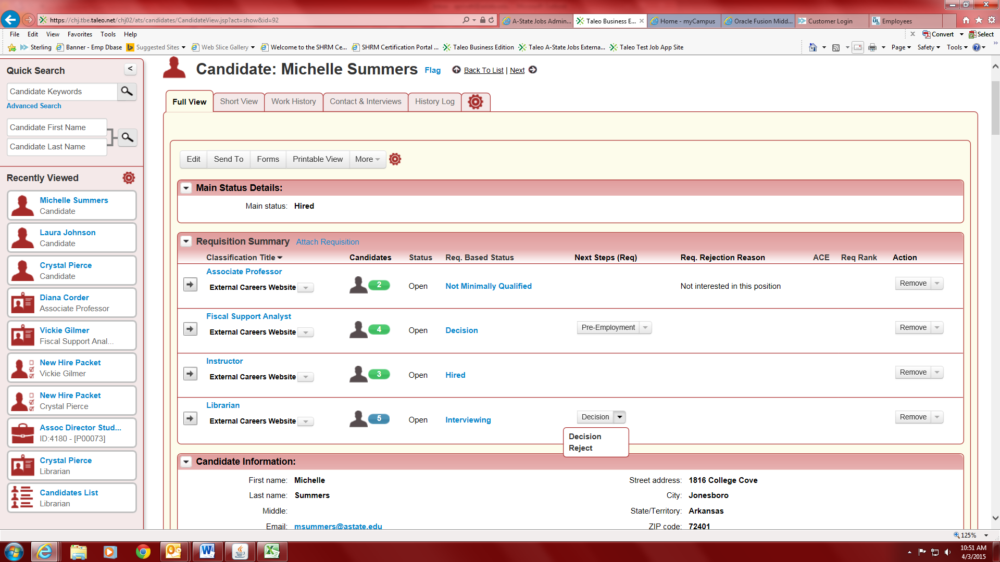 https://chj.tbe.taleo.net/chj02/ats/candidates/CandidateView.jsp?act=show&id=92
A-State Jobs Admin...
Taleo Business E...
Home - myCampus
Oracle Fusion Midd...
Customer Login
Employees
File Edit View Favorites Tools Help
Convert Select
Sterling Banner - Emp Dbase Suggested Sites Web Slice Gallery Welcome to the SHRM Ce... SHRM Certification Portal ... Taleo Business Edition Taleo A-State Jobs Externa... Taleo Test Job App Site
Page Safety Tools
Quick Search <
Candidate Keywords
Advanced Search
Candidate First Name
Candidate Last Name
Recently Viewed
Michelle Summers
Candidate
Laura Johnson
Candidate
Crystal Pierce
Candidate
Diana Corder
Associate Professor
Vickie Gilmer
Fiscal Support Anal...
New Hire Packet
Vickie Gilmer
New Hire Packet
Crystal Pierce
Assoc Director Stud...
ID:4180 - [P00073]
Crystal Pierce
Librarian
Candidates List
Librarian
Candidate: Michelle Summers Flag Back To List | Next
Full View Short View Work History Contact & Interviews History Log
Edit Send To Forms Printable View More
Main Status Details:
Main status: Hired
Requisition Summary Attach Requisition
Classification Title Candidates Status Req. Based Status Next Steps (Req) Req. Rejection Reason ACE Req Rank Action
Associate Professor
External Careers Website 2 Open Not Minimally Qualified Not interested in this position Remove
Fiscal Support Analyst
External Careers Website 4 Open Decision Pre-Employment Remove
Instructor
External Careers Website 3 Open Hired Remove
Librarian
External Careers Website 5 Open Interviewing Decision Remove
Decision
Reject
Candidate Information:
First name: Michelle Street address: 1816 College Cove
Last name: Summers City: Jonesboro
Middle: State/Territory: Arkansas
Email: msummers@astate.edu ZIP code: 72401
125%
10:51 AM
4/3/2015